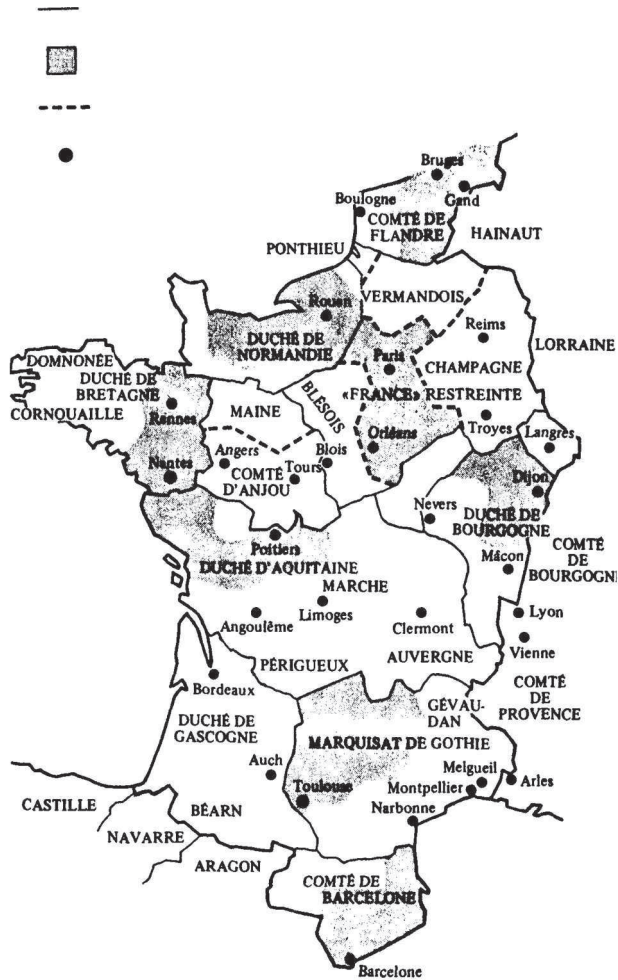 Bruges
Boulogne
Gand
COMTÉ DE
FLANDRE
HAINAUT
PONTHIEU
VERMANDOIS
Rouen
Reims
DUCHÉ DE
NORMANDIE
Paris
LORRAINE
CHAMPAGNE
DOMNONÉE
DUCHÉ DE
BRETAGNE
CORNOUAILLE
BLÉSOIS
«FRANCE» RESTREINTE
MAINE
Rennes
Troyes
Langres
Orléans
Angers
Blois
Nantes
Tours
COMTÉ
D'ANJOU
Dijon
Nevers
DUCHÉ DE
BOURGOGNE
Poitiers
DUCHÉ D'AQUITAINE
COMTÉ
DE
BOURGOGNE
Mâcon
MARCHE
Limoges
Angoulême
Clermont
Lyon
Vienne
PÉRIGUEUX
AUVERGNE
Bordeaux
COMTÉ
DE
PROVENCE
GÉVAU-
DAN
DUCHÉ DE
GASCOGNE
MARQUISAT DE GOTHIE
Auch
Melgueil
Toulouse
Montpellier
Arles
CASTILLE
BÉARN
Narbonne
NAVARRE
ARAGON
COMTÉ DE
BARCELONE
Barcelone